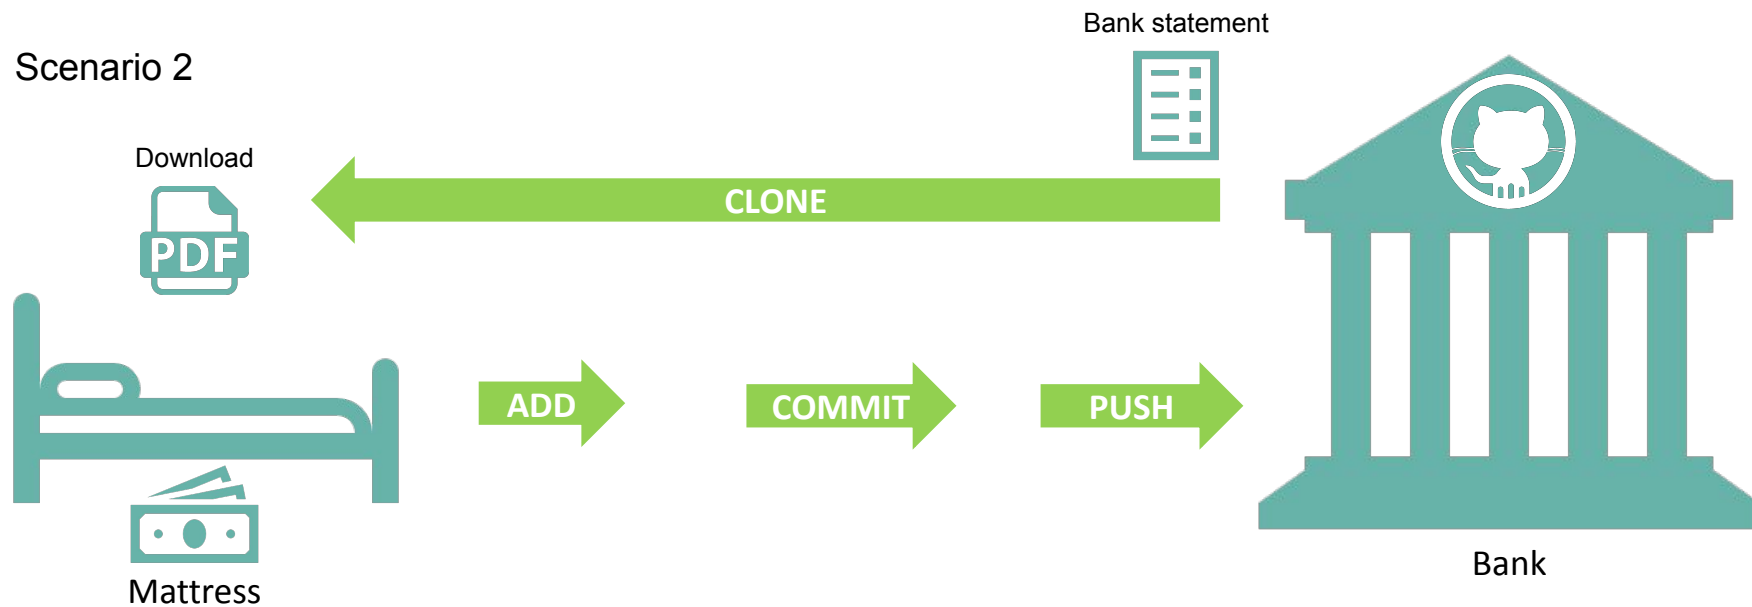 Scenario 2
Bank statement
Download
CLONE
PDF
ADD
COMMIT
PUSH
Mattress
Bank